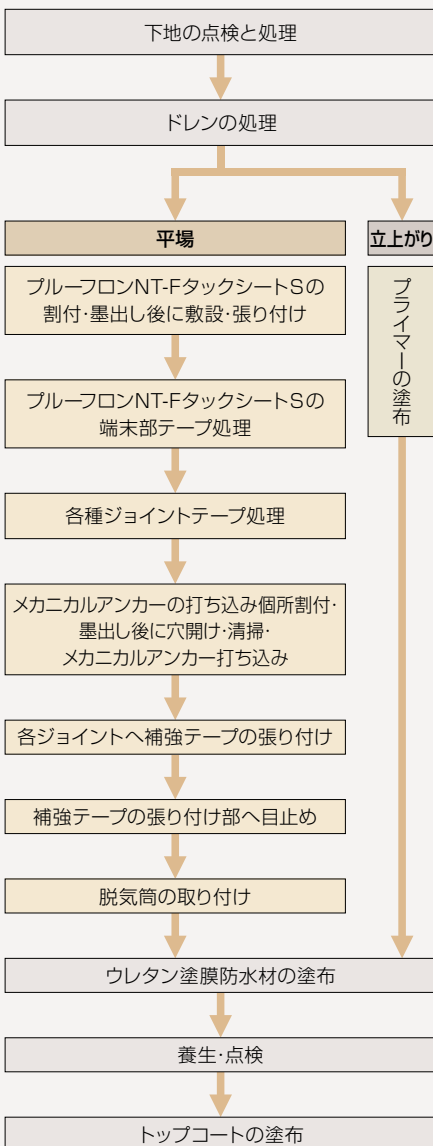 下地の点検と処理
ドレンの処理
平場
プルーフロンNT-FタックシートSの
割付・墨出し後に敷設・張り付け
プルーフロンNT-FタックシートSの
端末部テープ処理
各種ジョイントテープ処理
メカニカルアンカーの打ち込み個所割付・
墨出し後に穴開け・清掃・
メカニカルアンカー打ち込み
各ジョイントへ補強テープの張り付け
補強テープの張り付け部へ目止め
脱気筒の取り付け
立上がり
プライマーの塗布
ウレタン塗膜防水材の塗布
養生・点検
トップコートの塗布